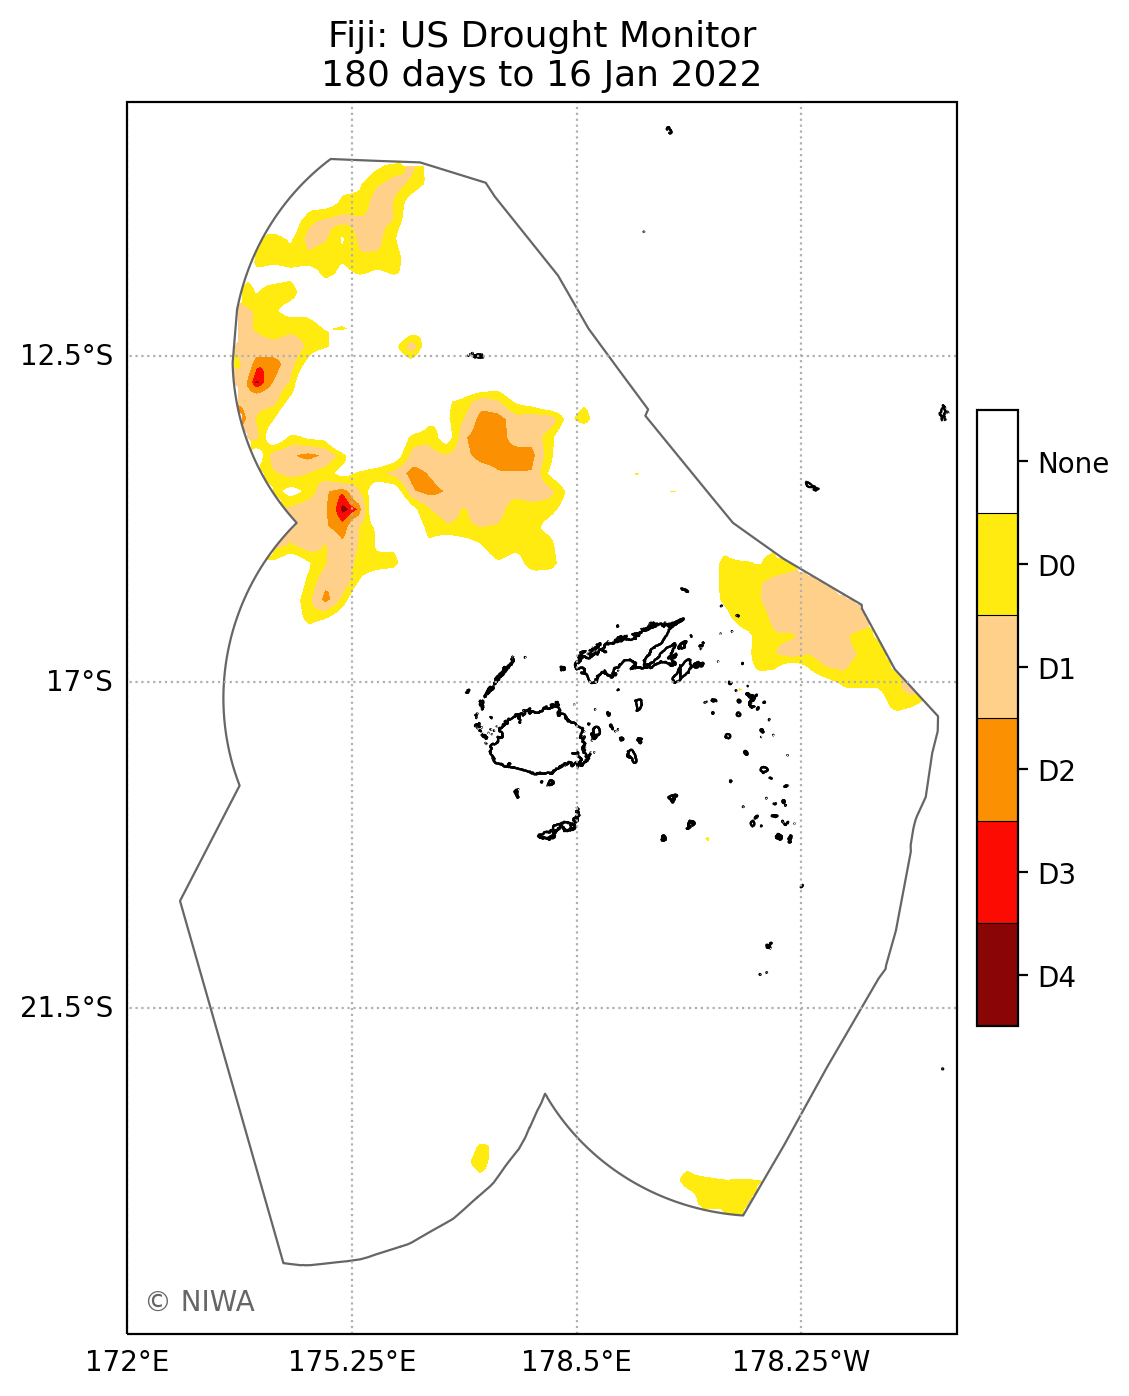 Fiji: US Drought Monitor
180 days to 16 Jan 2022
12.5°S
17°S
21.5°S
172°E
175.25°E
178.5°E
178.25°W
None
D0
D1
D2
D3
D4
© NIWA